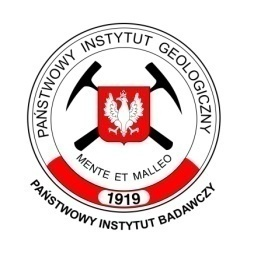 PAŃSTWOWY INSTYTUT GEOLOGICZNY
MENTE ET MALLEO
1919
PAŃSTWOWY INSTYTUT BADAWCZY